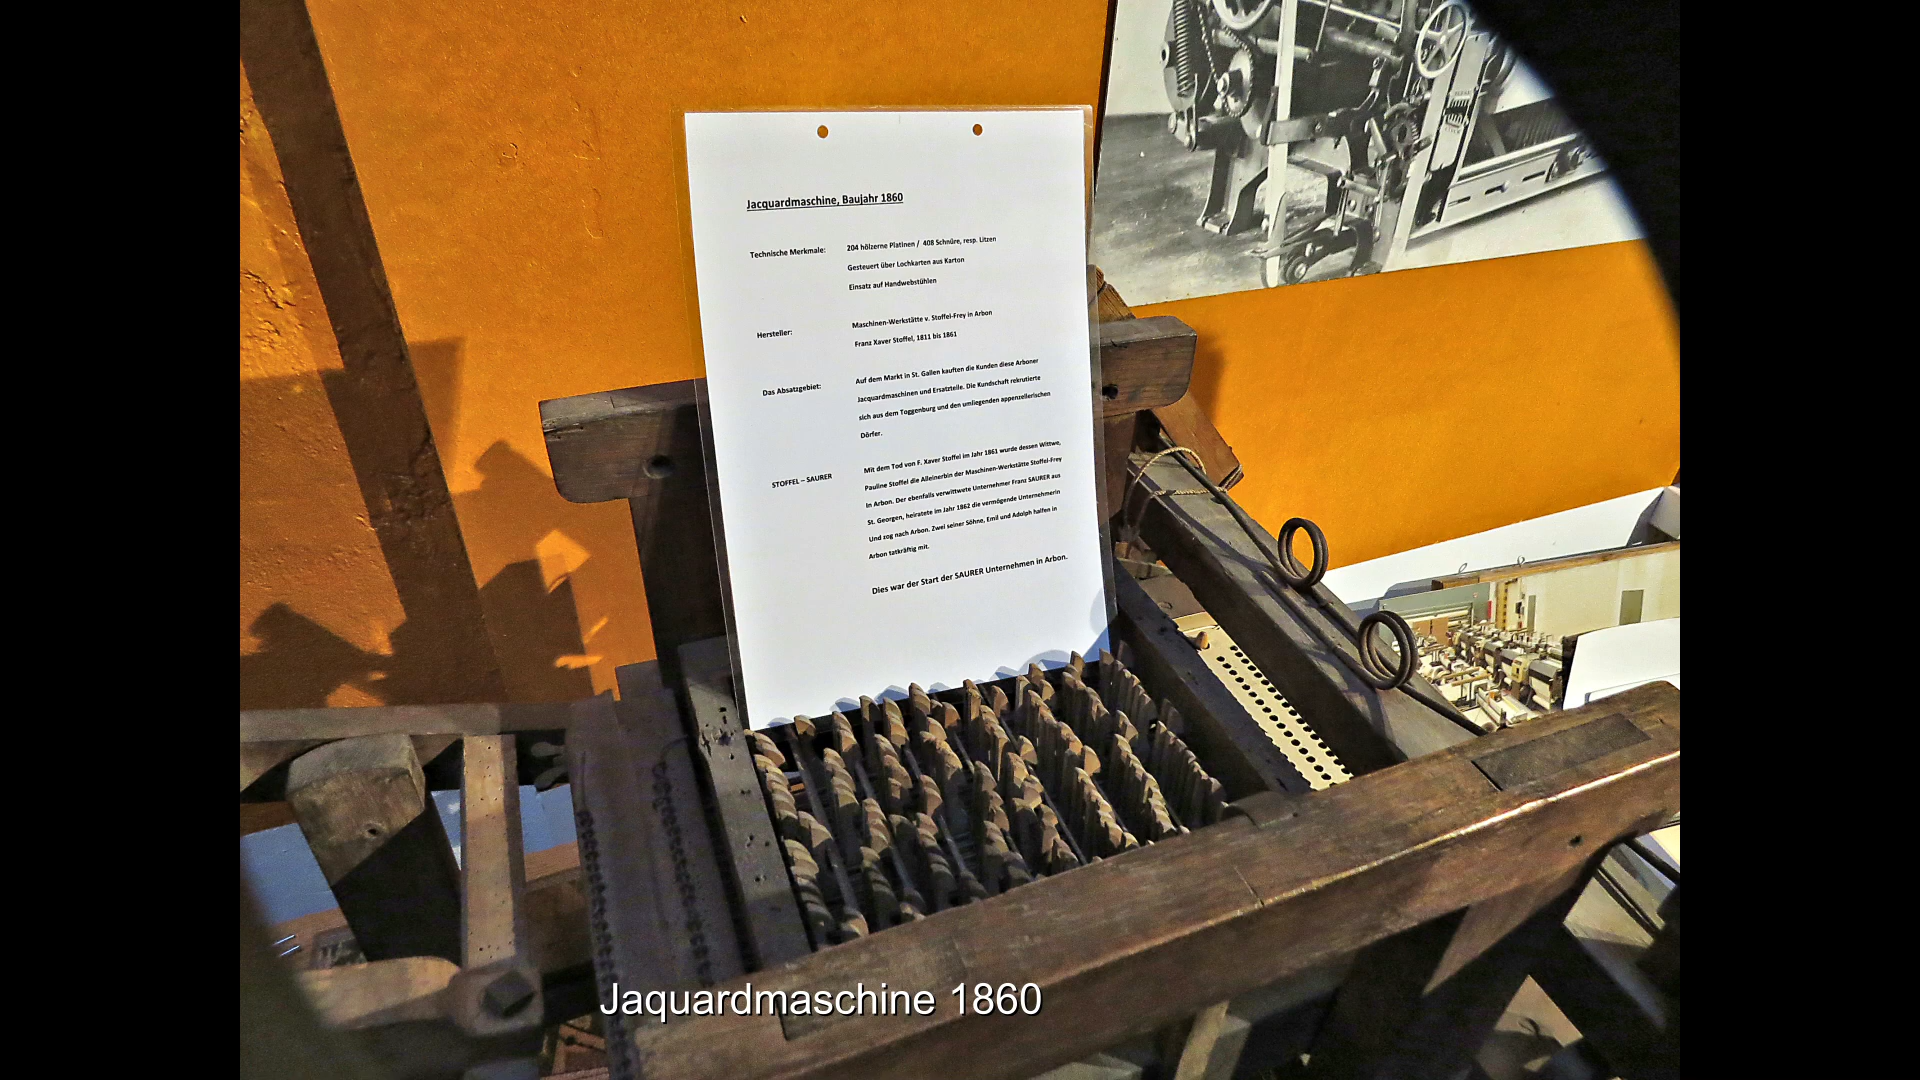 Jacquardmaschine, Baujahr 1860
Technische Merkmale: 204 hölzerne Platinen / 408 Schnüre, resp. Litzen
Gesteuert über Lochkarten aus Karton
Einsatz auf Handwebstühlen
Hersteller: Maschinen-Werkstätte v. Stoffel-Frey in Arbon
Franz Xaver Stoffel, 1811 bis 1861
Das Absatzgebiet: Auf dem Markt in St. Gallen kauften die Kunden diese Arboner
Jacquardmaschinen und Ersatzteile. Die Kundschaft rekrutierte
sich aus dem Toggenburg und den umliegenden appenzellerischen
Dörfer.
STOFFEL – SAURER Mit dem Tod von F. Xaver Stoffel im Jahr 1861 wurde dessen Wittwe,
Pauline Stoffel die Alleinerbin der Maschinen-Werkstätte Stoffel-Frey
in Arbon. Der ebenfalls verwittwete Unternehmer Franz SAURER aus
St. Georgen, heiratete im Jahr 1862 die vermögende Unternehmerin
Und zog nach Arbon. Zwei seiner Söhne, Emil und Adolph halfen in
Arbon tatkräftig mit.
Dies war der Start der SAURER Unternehmen in Arbon.
Jaquardmaschine 1860